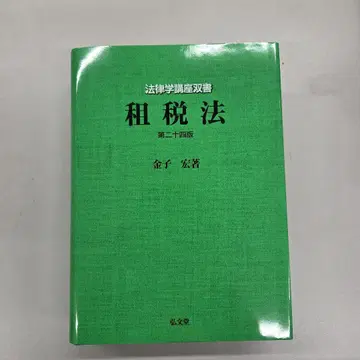 法律学講座双書
租税法
第二十四版
金子 宏著
弘文堂